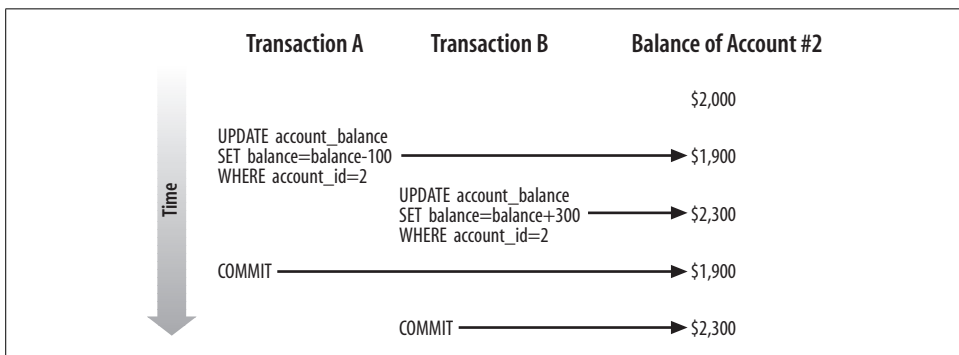 Transaction A Transaction B Balance of Account #2
$2,000
UPDATE account_balance
SET balance=balance-100
WHERE account_id=2
$1,900
UPDATE account_balance
SET balance=balance+300
WHERE account_id=2
$2,300
COMMIT $1,900
COMMIT $2,300
Time